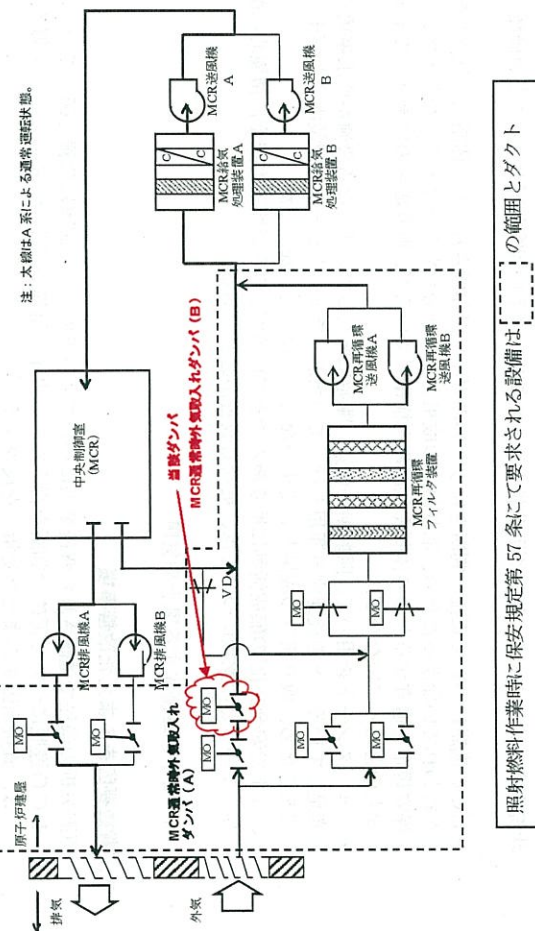 注：太線はA系による通常運転状態。
原子炉建屋
排気
外気
MO
MO
MCR排風機A
MCR排風機B
中央制御室
(MCR)
MCR送風機
A
MCR送風機
B
MCR給気
処理装置A
MCR給気
処理装置B
C
C
C
C
VD
当該ダンパ
MCR通常時外気取入れダンパ(B)
MCR通常時外気取入れ
ダンパ(A)
MO
MO
MO
MO
MO
MO
MCR再循環
フィルタ装置
MCR再循環
送風機A
MCR再循環
送風機B
照射燃料作業時に保安規定第57条にて要求される設備は
の範囲とダクト